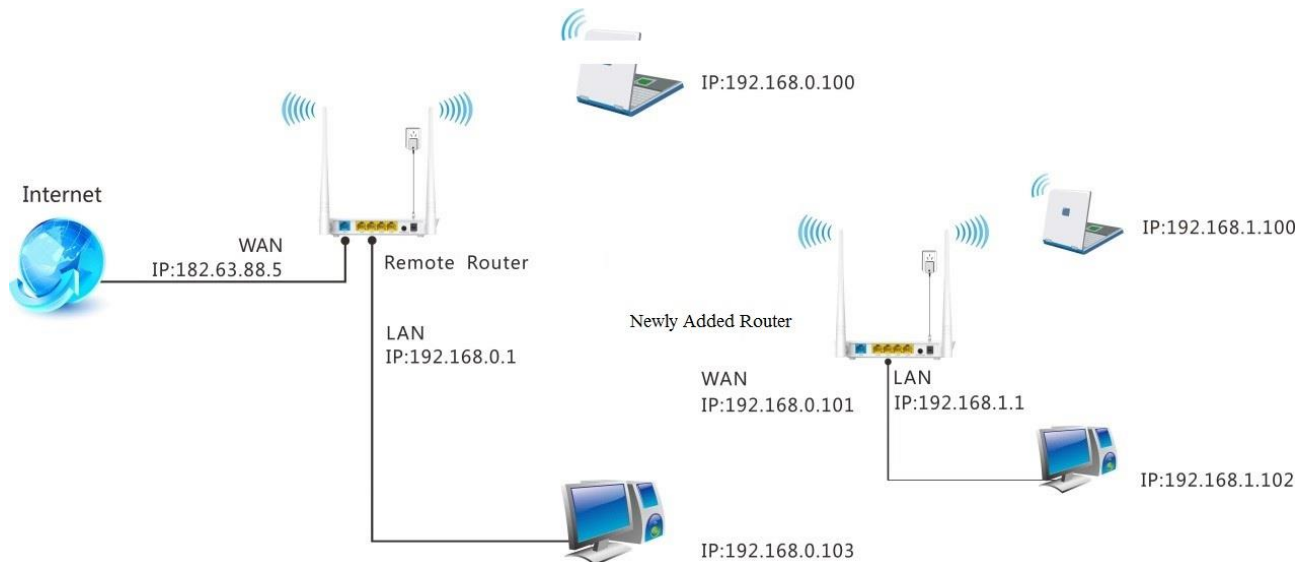 IP:192.168.0.100
Internet
WAN
IP:182.63.88.5
Remote Router
IP:192.168.1.100
LAN
IP:192.168.0.1
Newly Added Router
WAN
IP:192.168.0.101
LAN
IP:192.168.1.1
IP:192.168.1.102
IP:192.168.0.103